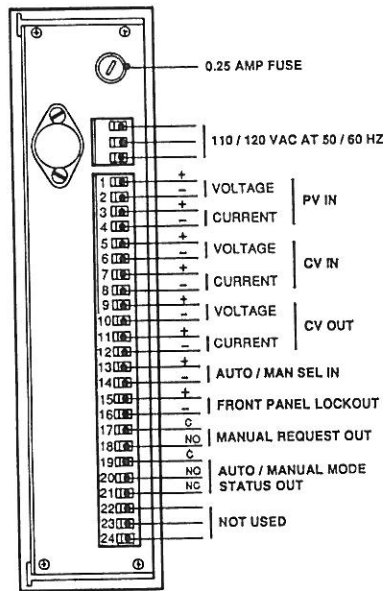 0.25 AMP FUSE
110 / 120 VAC AT 50 / 60 HZ
1 +
2 – VOLTAGE
3 +
4 – CURRENT
PV IN
5 +
6 – VOLTAGE
7 +
8 – CURRENT
CV IN
9 +
10 – VOLTAGE
11 +
12 – CURRENT
CV OUT
13 +
14 – AUTO / MAN SEL IN
15 +
16 – FRONT PANEL LOCKOUT
17 C
18 NO MANUAL REQUEST OUT
19 C
20 NO AUTO / MANUAL MODE
21 NC STATUS OUT
22
23 NOT USED
24